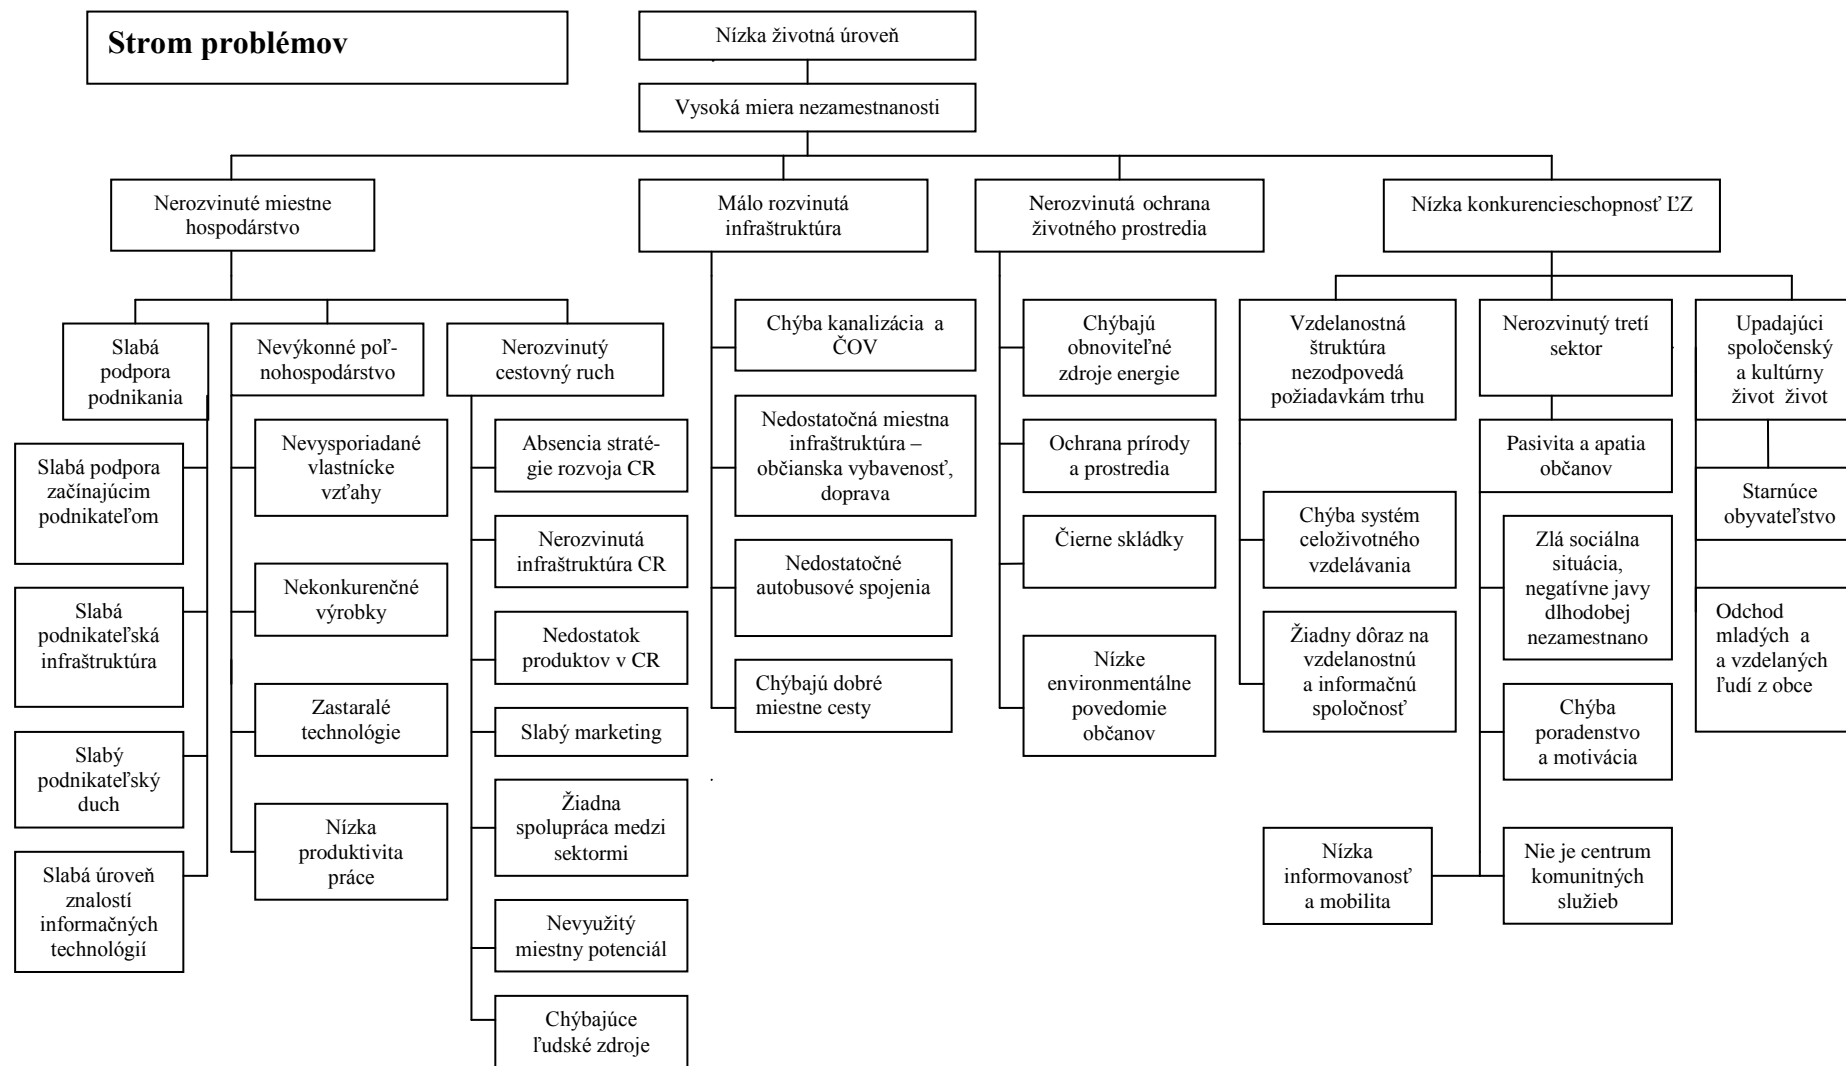 Strom problémov
Nízka životná úroveň
Vysoká miera nezamestnanosti
Nerozvinuté miestne
hospodárstvo
Málo rozvinutá
infraštruktúra
Nerozvinutá ochrana
životného prostredia
Nízka konkurencieschopnosť ĽZ
Slabá
podpora
podnikania
Nevýkonné poľ-
nohospodárstvo
Nerozvinutý
cestovný ruch
Chýba kanalizácia a
ČOV
Chýbajú
obnoviteľné
zdroje energie
Vzdelanostná
štruktúra
nezodpovedá
požiadavkám trhu
Nerozvinutý tretí
sektor
Upadajúci
spoločenský
a kultúrny
život život
Slabá podpora
začínajúcim
podnikateľom
Nevysporiadané
vlastnícke
vzťahy
Absencia straté-
gie rozvoja CR
Nedostatočná miestna
infraštruktúra –
občianska vybavenosť,
doprava
Ochrana prírody
a prostredia
Pasivita a apatia
občanov
Starnúce
obyvateľstvo
Slabá
podnikateľská
infraštruktúra
Nekonkurenčné
výrobky
Nerozvinutá
infraštruktúra CR
Nedostatočné
autobusové spojenia
Čierne skládky
Chýba systém
celoživotného
vzdelávania
Zlá sociálna
situácia,
negatívne javy
dlhodobej
nezamestnano
Odchod
mladých a
a vzdelaných
ľudí z obce
Nedostatok
produktov v CR
Chýbajú dobré
miestne cesty
Nízke
environmentálne
povedomie
občanov
Žiadny dôraz na
vzdelanostnú
a informačnú
spoločnosť
Slabý
podnikateľský
duch
Zastaralé
technológie
Slabý marketing
Chýba
poradenstvo
a motivácia
Slabá úroveň
znalostí
informačných
technológií
Nízka
produktivita
práce
Žiadna
spolupráca medzi
sektormi
Nízka
informovanosť
a mobilita
Nie je centrum
komunitných
služieb
Nevyužitý
miestny potenciál
Chýbajúce
ľudské zdroje